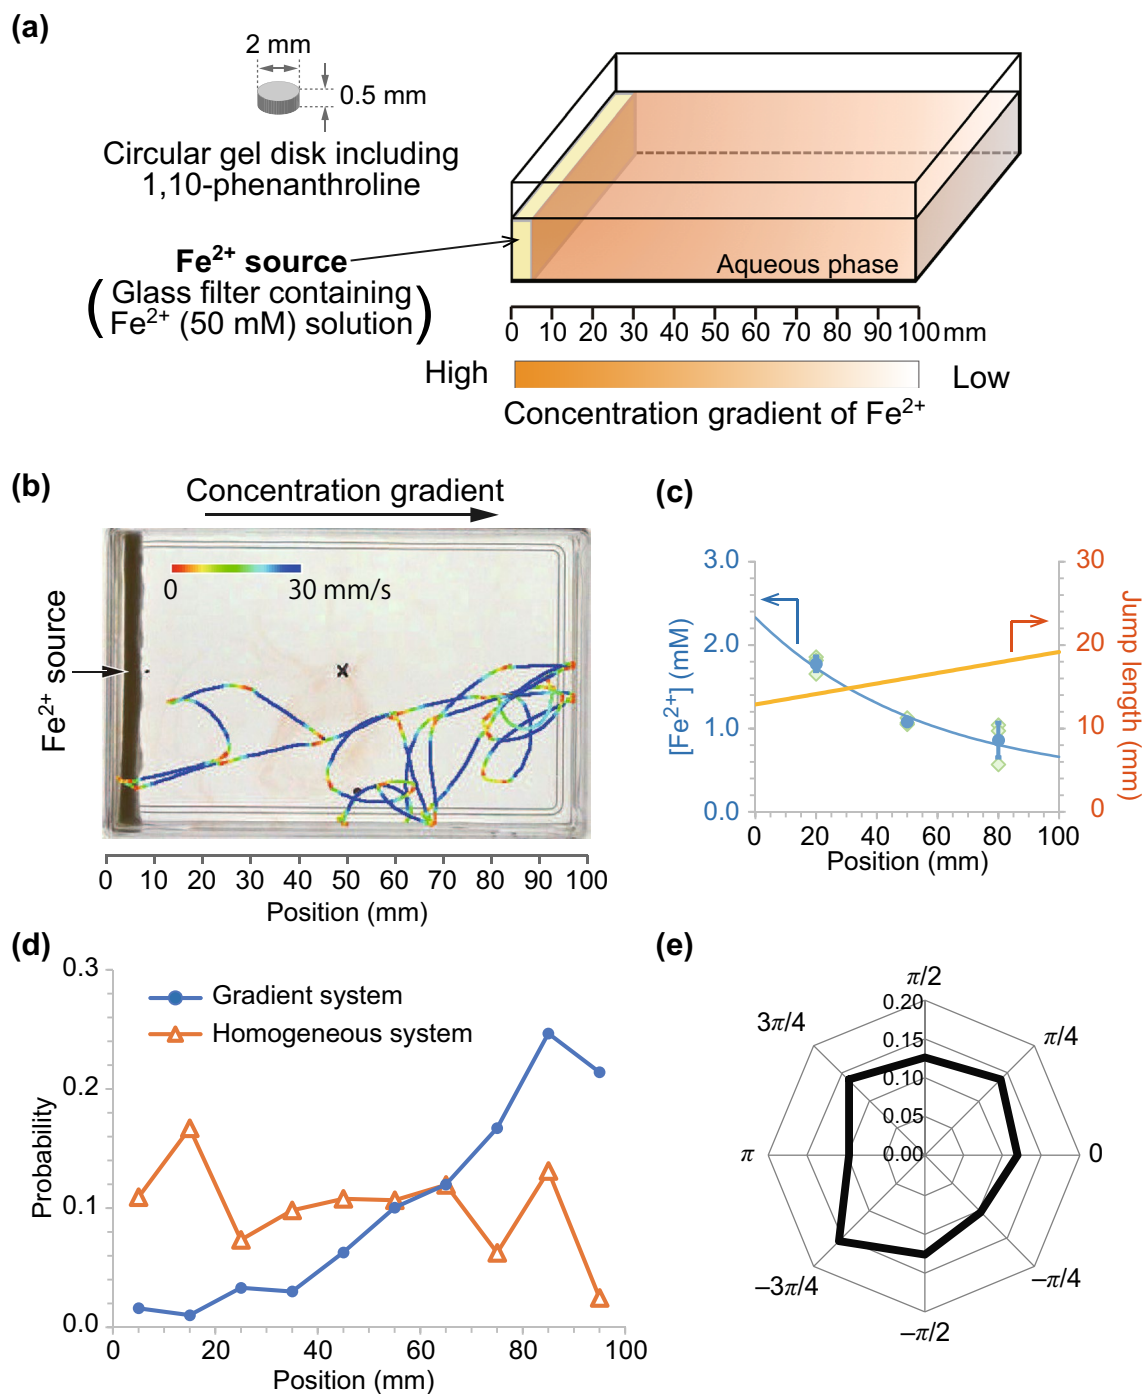 (a)
2 mm
0.5 mm
Circular gel disk including
1,10-phenanthroline
Fe²⁺ source
(Glass filter containing
Fe²⁺ (50 mM) solution)
Aqueous phase
0 10 20 30 40 50 60 70 80 90 100 mm
High
Low
Concentration gradient of Fe²⁺
(b)
Concentration gradient
0 30 mm/s
Fe²⁺ source
0 10 20 30 40 50 60 70 80 90 100
Position (mm)
(c)
3.0
2.0
1.0
0.0
[Fe²⁺] (mM)
30
20
10
0
Jump length (mm)
0 20 40 60 80 100
Position (mm)
(d)
0.3
0.2
0.1
0.0
Probability
Gradient system
Homogeneous system
0 20 40 60 80 100
Position (mm)
(e)
π/2
3π/4
π/4
π
0
−3π/4
−π/4
−π/2
0.20
0.15
0.10
0.05
0.00